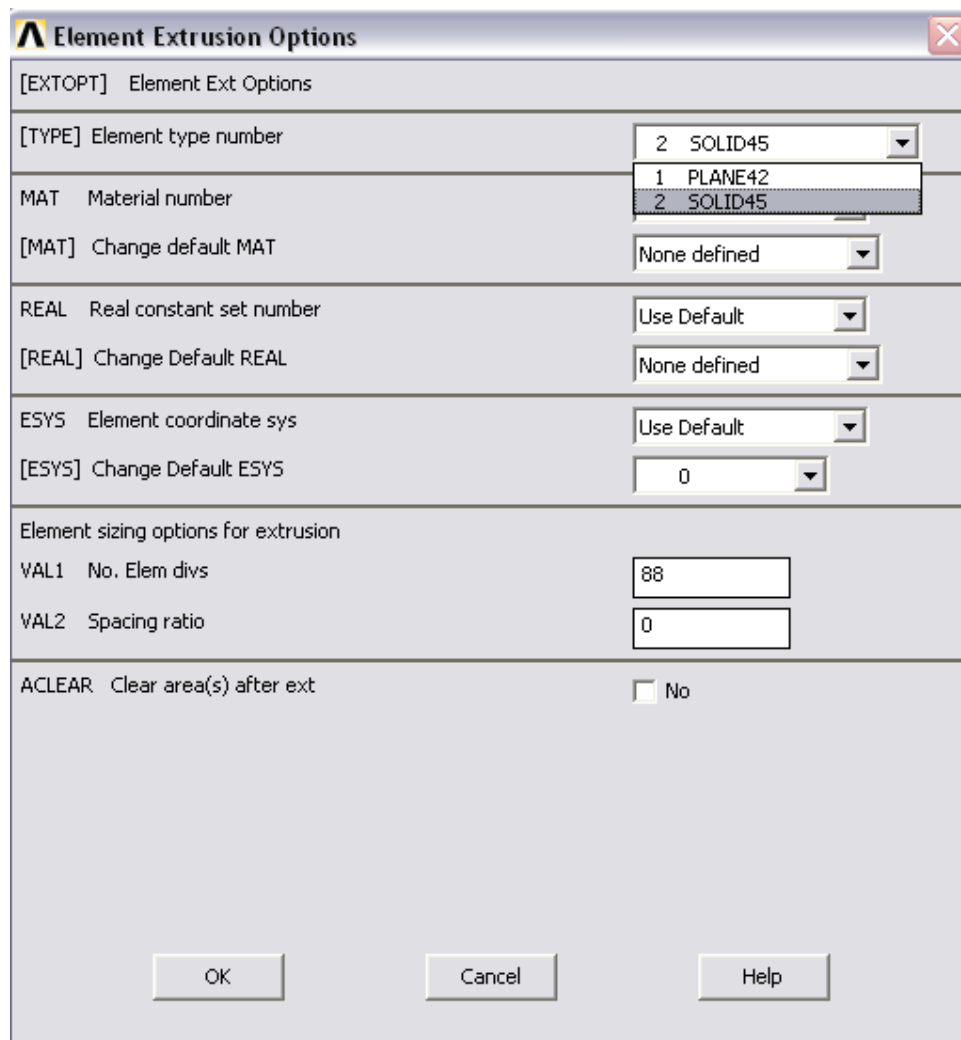 Element Extrusion Options
[EXTOPT] Element Ext Options
[TYPE] Element type number 2 SOLID45
1 PLANE42
2 SOLID45
MAT Material number
[MAT] Change default MAT None defined
REAL Real constant set number Use Default
[REAL] Change Default REAL None defined
ESYS Element coordinate sys Use Default
[ESYS] Change Default ESYS 0
Element sizing options for extrusion
VAL1 No. Elem divs 88
VAL2 Spacing ratio 0
ACLEAR Clear area(s) after ext No
OK Cancel Help